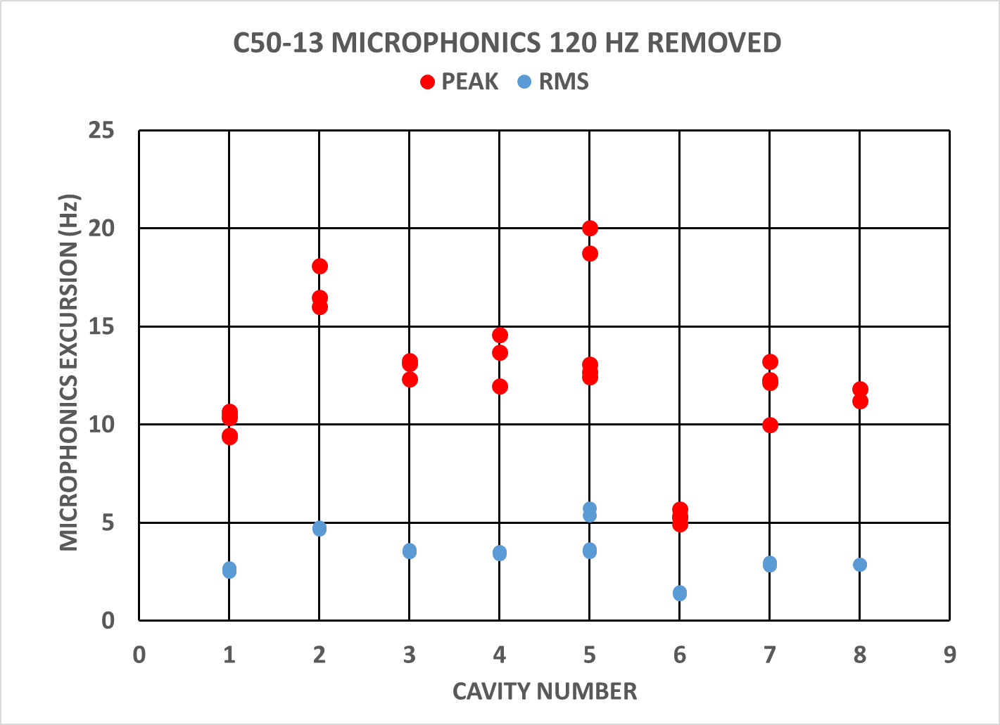 C50-13 MICROPHONICS 120 HZ REMOVED
PEAK RMS
MICROPHONICS EXCURSION (Hz)
25
20
15
10
5
0
0 1 2 3 4 5 6 7 8 9
CAVITY NUMBER